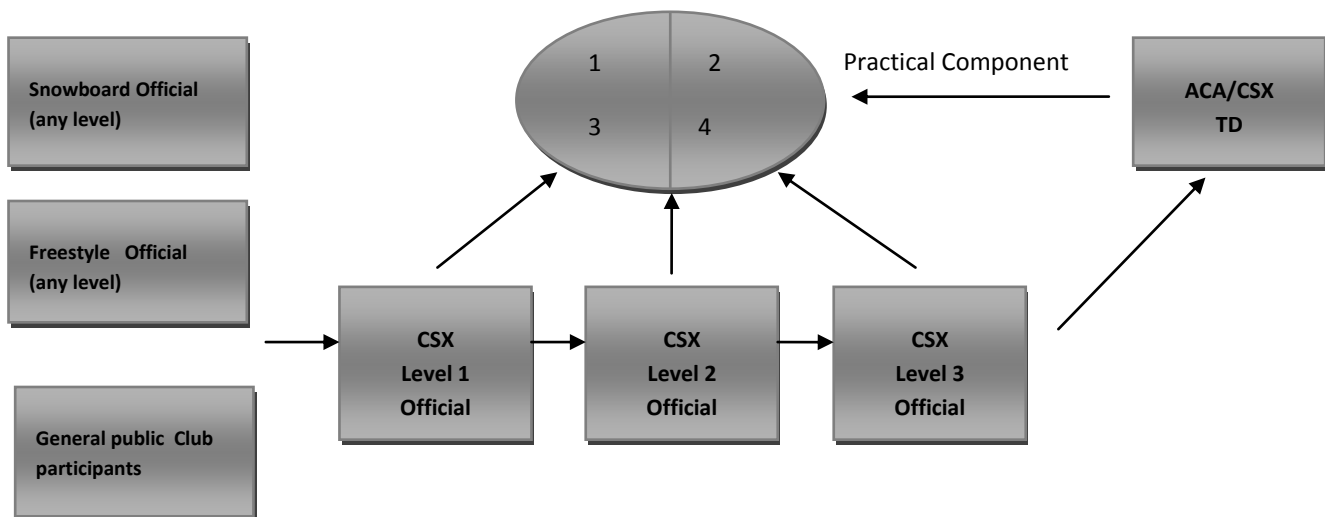 Snowboard Official
(any level)
Freestyle Official
(any level)
General public Club
participants
1 2
3 4
Practical Component
ACA/CSX
TD
CSX
Level 1
Official
CSX
Level 2
Official
CSX
Level 3
Official